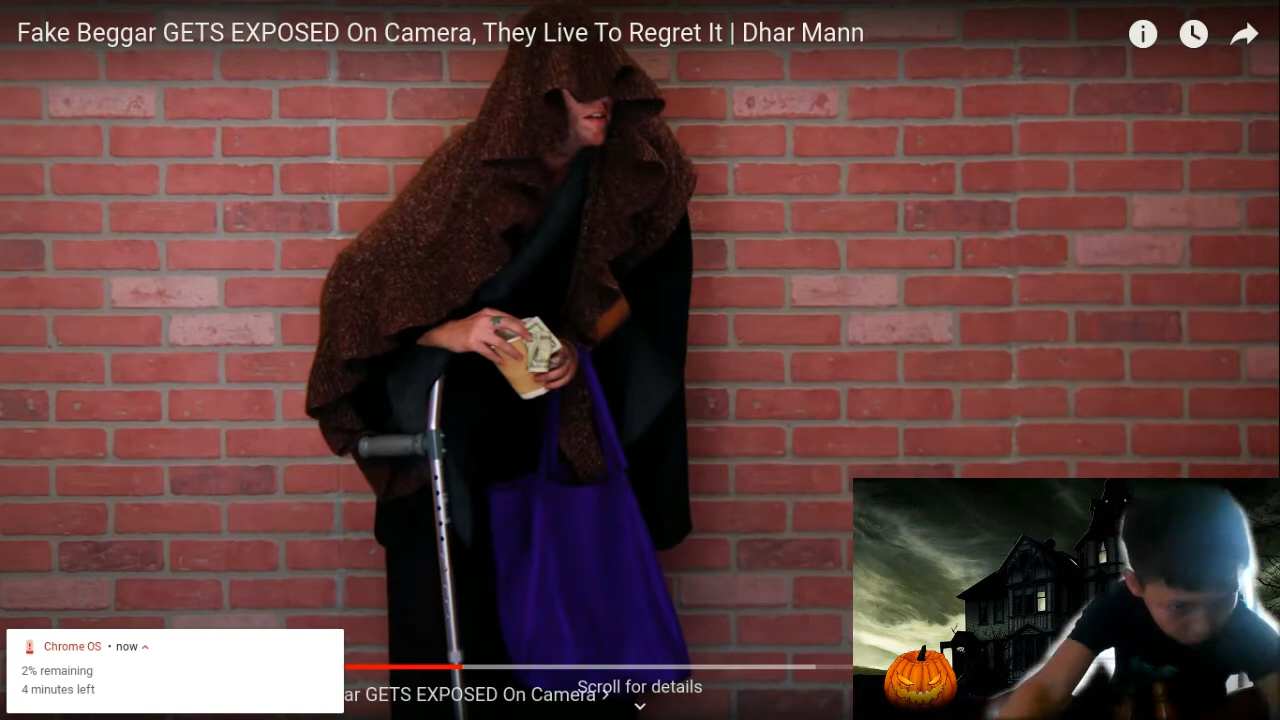 Fake Beggar GETS EXPOSED On Camera, They Live To Regret It | Dhar Mann
Chrome OS • now
2% remaining
4 minutes left
ar GETS EXPOSED On Camera
Scroll for details